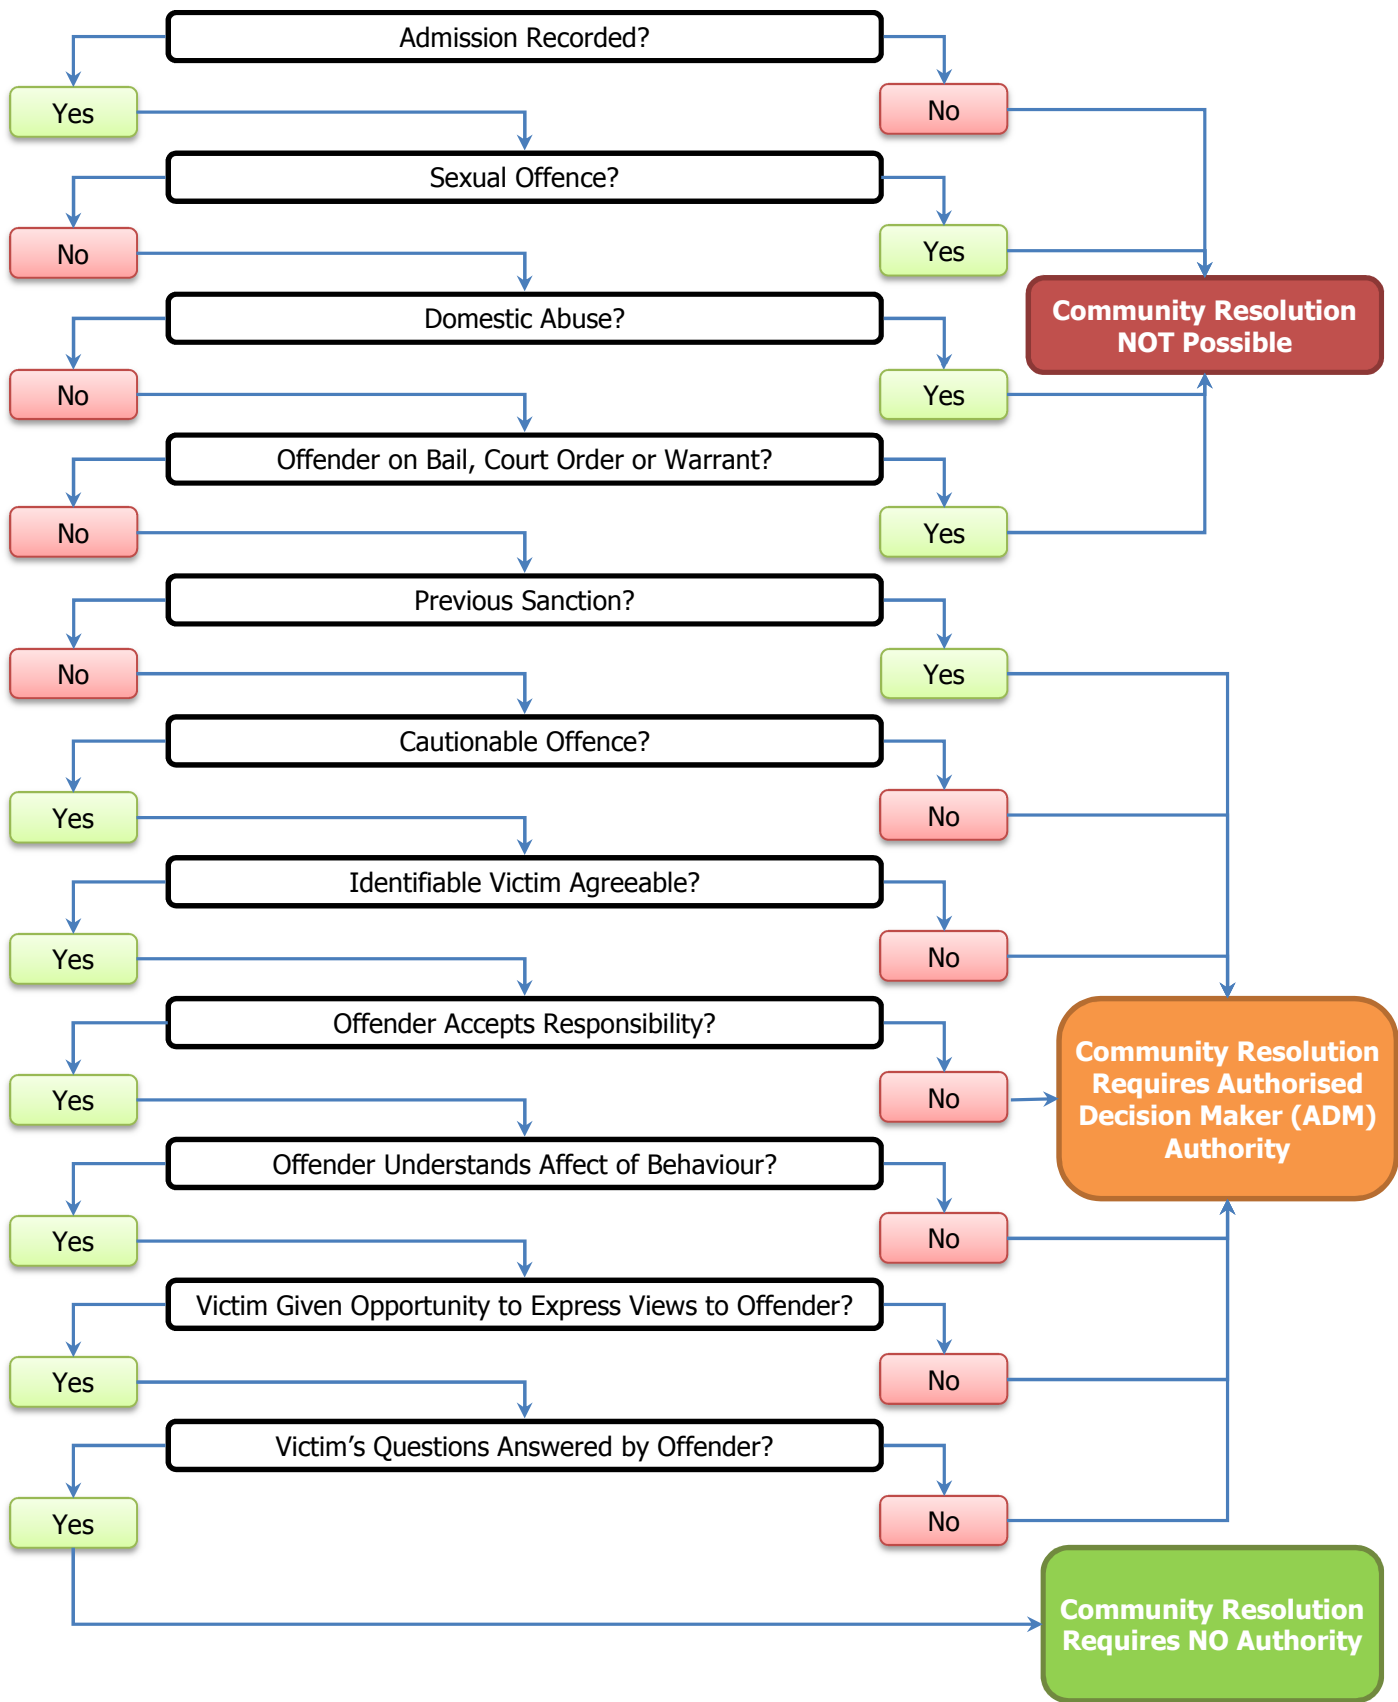 Admission Recorded?
Yes
No
Sexual Offence?
No
Yes
Community Resolution
NOT Possible
Domestic Abuse?
No
Yes
Offender on Bail, Court Order or Warrant?
No
Yes
Previous Sanction?
No
Yes
Cautionable Offence?
Yes
No
Identifiable Victim Agreeable?
Yes
No
Offender Accepts Responsibility?
Yes
No
Community Resolution
Requires Authorised
Decision Maker (ADM)
Authority
Offender Understands Affect of Behaviour?
Yes
No
Victim Given Opportunity to Express Views to Offender?
Yes
No
Victim’s Questions Answered by Offender?
Yes
No
Community Resolution
Requires NO Authority